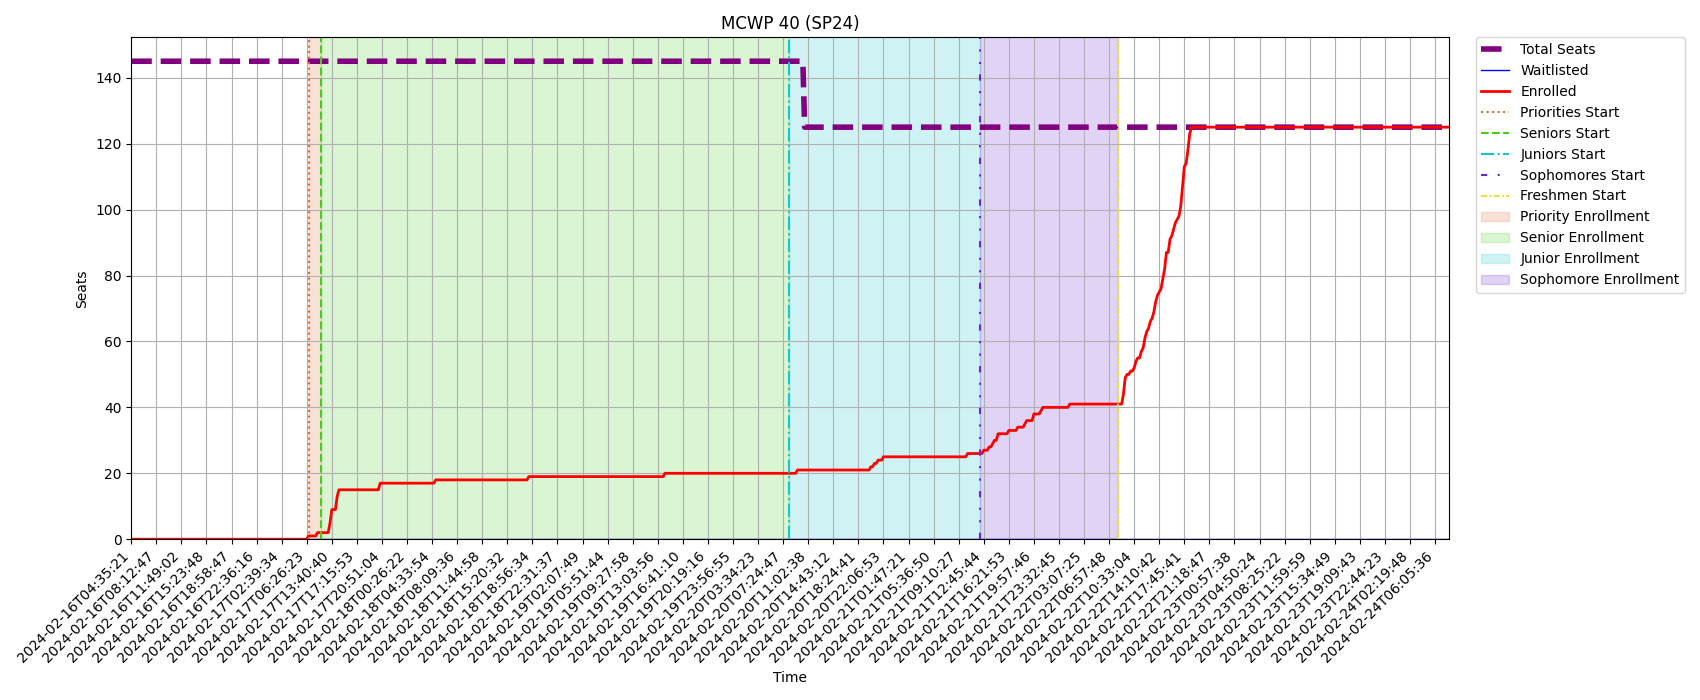 MCWP 40 (SP24)
Seats
140
120
100
80
60
40
20
0
2024-02-16T04:35:21
2024-02-16T08:12:47
2024-02-16T11:49:02
2024-02-16T15:23:48
2024-02-16T18:58:47
2024-02-16T22:36:16
2024-02-17T02:39:34
2024-02-17T06:26:23
2024-02-17T13:40:40
2024-02-17T17:15:53
2024-02-17T20:51:04
2024-02-18T00:26:22
2024-02-18T04:33:54
2024-02-18T08:09:36
2024-02-18T11:44:58
2024-02-18T15:20:32
2024-02-18T18:56:34
2024-02-18T22:31:37
2024-02-19T02:07:49
2024-02-19T05:51:44
2024-02-19T09:27:58
2024-02-19T13:03:56
2024-02-19T16:41:10
2024-02-19T20:19:16
2024-02-19T23:56:55
2024-02-20T03:34:23
2024-02-20T07:24:47
2024-02-20T11:02:38
2024-02-20T14:43:12
2024-02-20T18:24:41
2024-02-20T22:06:53
2024-02-21T01:47:21
2024-02-21T05:36:50
2024-02-21T09:10:27
2024-02-21T12:45:44
2024-02-21T16:21:53
2024-02-21T19:57:46
2024-02-21T23:32:45
2024-02-22T03:07:25
2024-02-22T06:57:48
2024-02-22T10:33:04
2024-02-22T14:10:42
2024-02-22T17:45:41
2024-02-22T21:18:47
2024-02-23T00:57:38
2024-02-23T04:50:24
2024-02-23T08:25:22
2024-02-23T11:59:59
2024-02-23T15:34:49
2024-02-23T19:09:43
2024-02-23T22:44:23
2024-02-24T02:19:48
2024-02-24T06:05:36
Time
Total Seats
Waitlisted
Enrolled
Priorities Start
Seniors Start
Juniors Start
Sophomores Start
Freshmen Start
Priority Enrollment
Senior Enrollment
Junior Enrollment
Sophomore Enrollment